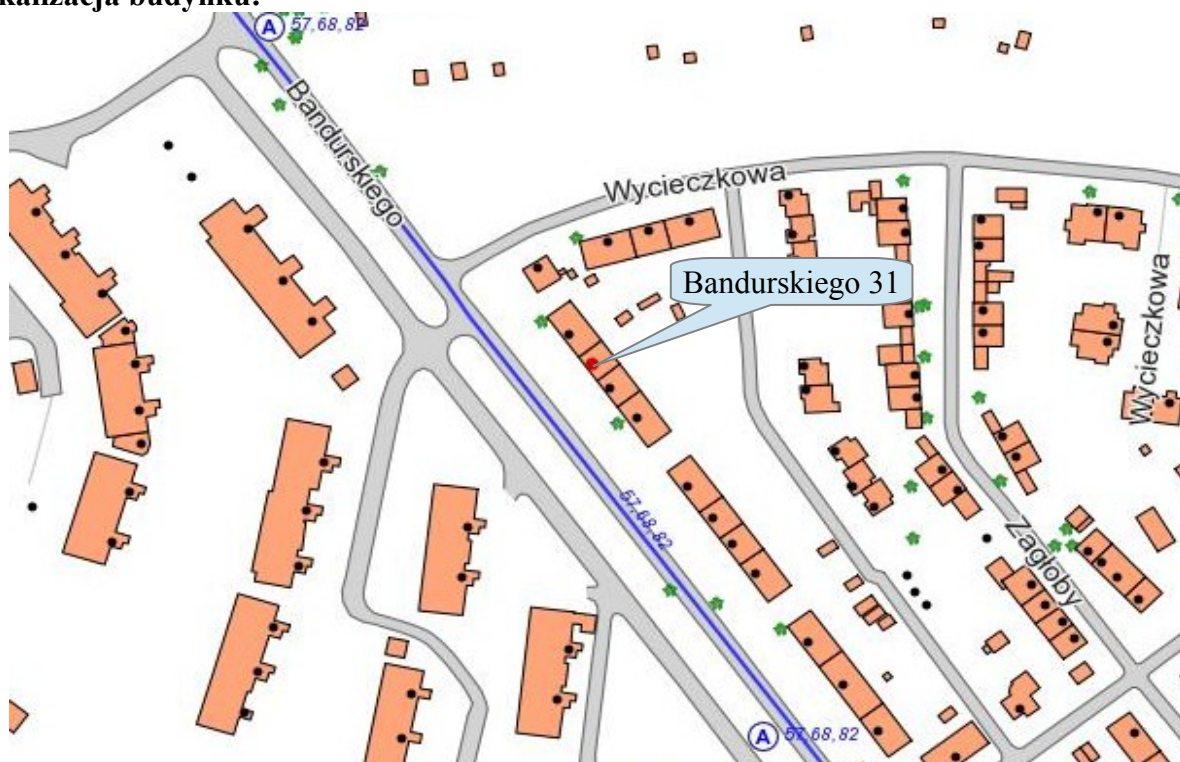 kalizacja budynku:
A 57,68,82
Bandurskiego
Wycieczkowa
Bandurskiego 31
Wycieczkowa
57,68,82
Zagłoby
A 57,68,82